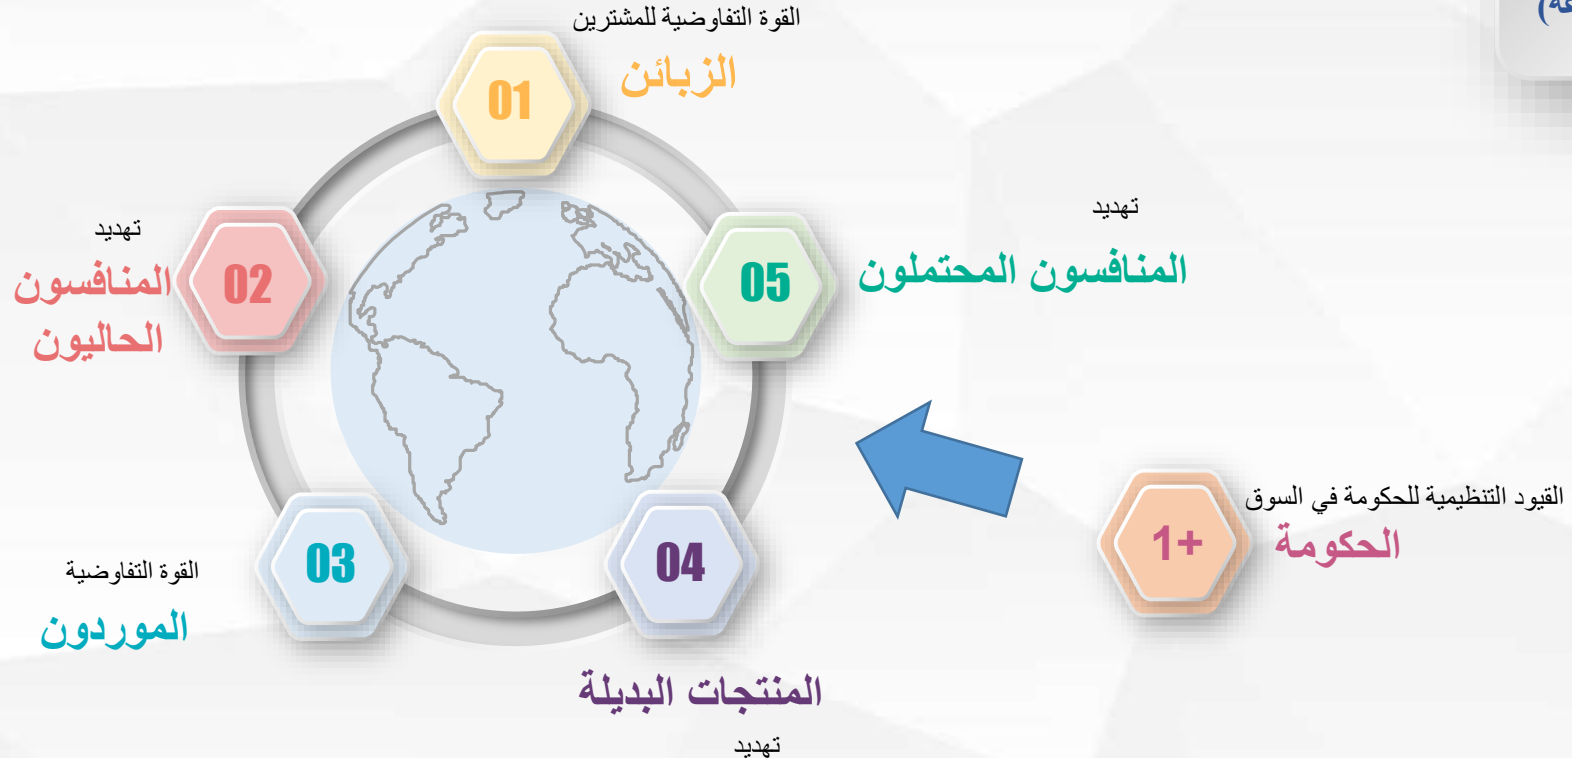 القوة التفاوضية للمشترين
الزبائن
01
تهديد
المنافسون
الحاليون
02
القوة التفاوضية
الموردون
03
04
المنتجات البديلة
تهديد
05
تهديد
المنافسون المحتملون
1+
القيود التنظيمية للحكومة في السوق
الحكومة